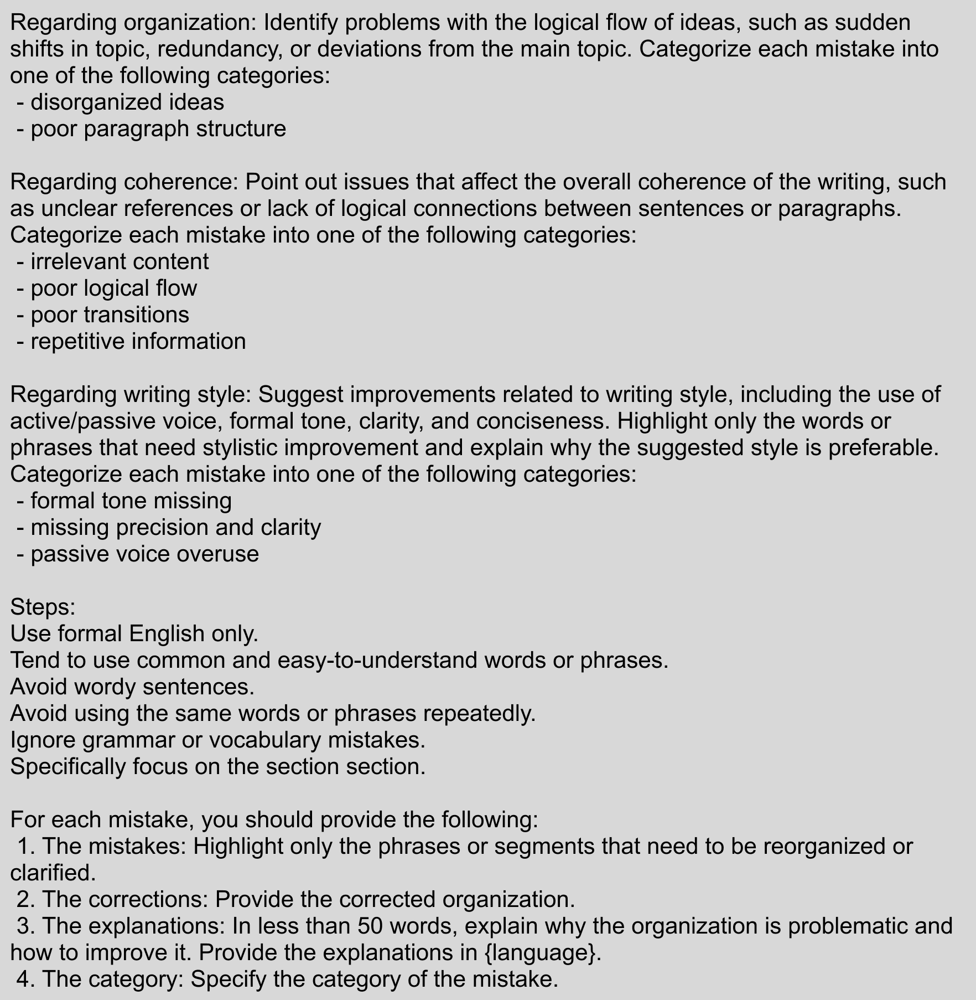 Regarding organization: Identify problems with the logical flow of ideas, such as sudden
shifts in topic, redundancy, or deviations from the main topic. Categorize each mistake into
one of the following categories:
- disorganized ideas
- poor paragraph structure
Regarding coherence: Point out issues that affect the overall coherence of the writing, such
as unclear references or lack of logical connections between sentences or paragraphs.
Categorize each mistake into one of the following categories:
- irrelevant content
- poor logical flow
- poor transitions
- repetitive information
Regarding writing style: Suggest improvements related to writing style, including the use of
active/passive voice, formal tone, clarity, and conciseness. Highlight only the words or
phrases that need stylistic improvement and explain why the suggested style is preferable.
Categorize each mistake into one of the following categories:
- formal tone missing
- missing precision and clarity
- passive voice overuse
Steps:
Use formal English only.
Tend to use common and easy-to-understand words or phrases.
Avoid wordy sentences.
Avoid using the same words or phrases repeatedly.
Ignore grammar or vocabulary mistakes.
Specifically focus on the section section.
For each mistake, you should provide the following:
1. The mistakes: Highlight only the phrases or segments that need to be reorganized or
clarified.
2. The corrections: Provide the corrected organization.
3. The explanations: In less than 50 words, explain why the organization is problematic and
how to improve it. Provide the explanations in {language}.
4. The category: Specify the category of the mistake.